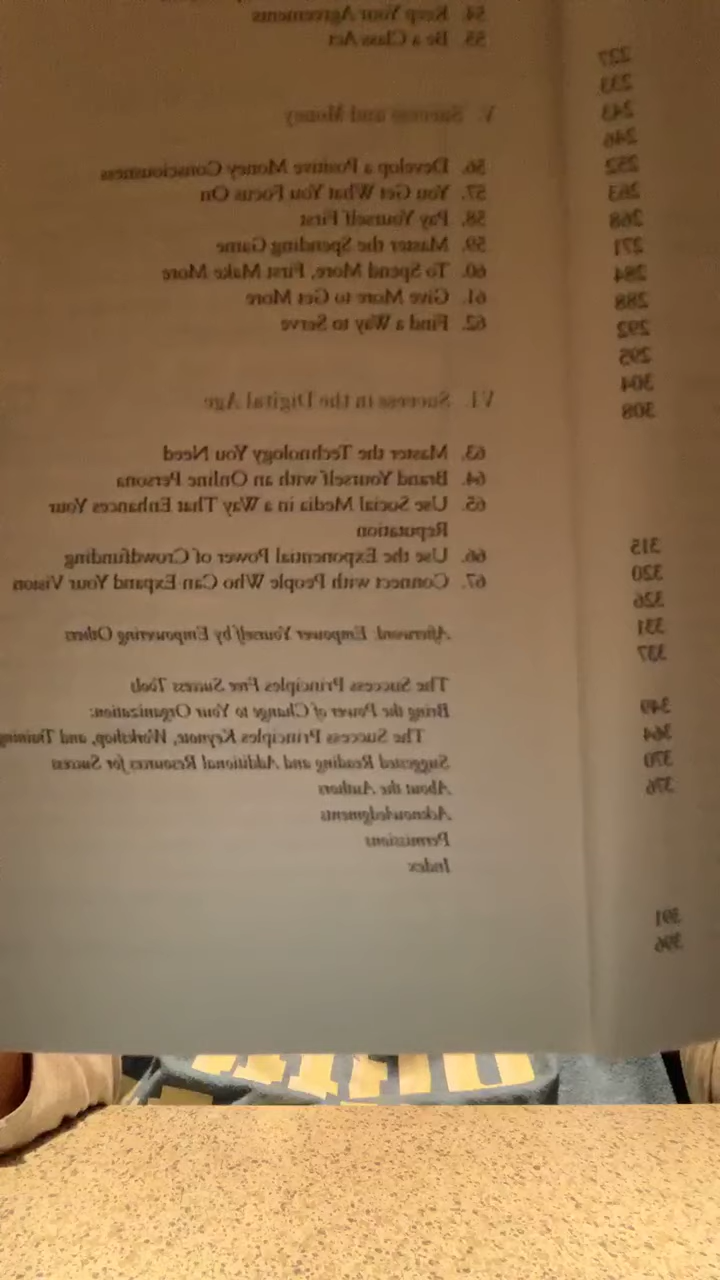 227
233
243
246
252
263
268
271
284
288
292
295
304
308
315
320
326
331
337
349
364
370
376
391
396
54. Keep Your Agreements
55. Be a Class Act
V. Success and Money
56. Develop a Positive Money Consciousness
57. You Get What You Focus On
58. Pay Yourself First
59. Master the Spending Game
60. To Spend More, First Make More
61. Give More to Get More
62. Find a Way to Serve
VI. Success in the Digital Age
63. Master the Technology You Need
64. Brand Yourself with an Online Persona
65. Use Social Media in a Way That Enhances Your
Reputation
66. Use the Exponential Power of Crowdfunding
67. Connect with People Who Can Expand Your Vision
Afterword: Empower Yourself by Empowering Others
The Success Principles Free Success Tools
Bring the Power of Change to Your Organization:
The Success Principles Keynote, Workshop, and Training
Suggested Reading and Additional Resources for Success
About the Authors
Acknowledgments
Permissions
Index